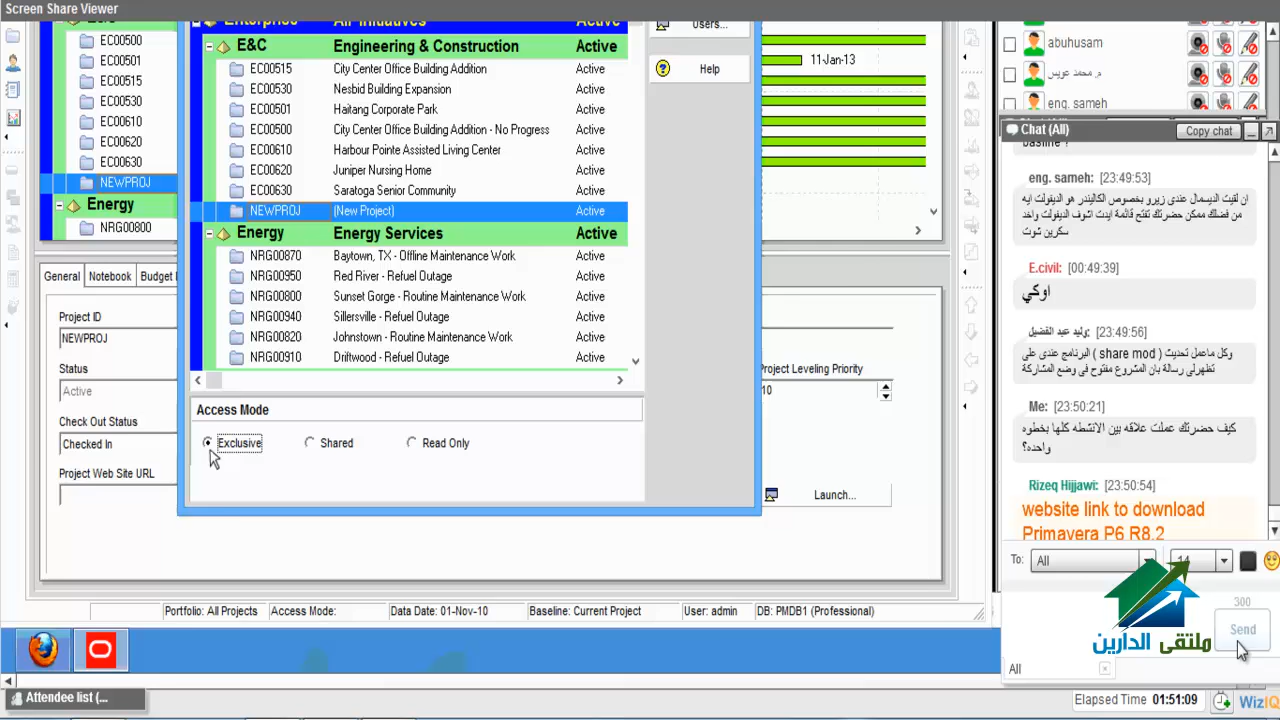 Screen Share Viewer
EC00500
EC00501
EC00515
EC00530
EC00610
EC00620
EC00630
NEWPROJ
Energy
NRG00800
Enterprise All Initiatives Active
E&C Engineering & Construction Active
EC00515 City Center Office Building Addition Active
EC00530 Nesbid Building Expansion Active
EC00501 Haitang Corporate Park Active
EC00500 City Center Office Building Addition - No Progress Active
EC00610 Harbour Pointe Assisted Living Center Active
EC00620 Juniper Nursing Home Active
EC00630 Saratoga Senior Community Active
NEWPROJ (New Project) Active
Energy Energy Services Active
NRG00870 Baytown, TX - Offline Maintenance Work Active
NRG00950 Red River - Refuel Outage Active
NRG00800 Sunset Gorge - Routine Maintenance Work Active
NRG00940 Sillersville - Refuel Outage Active
NRG00820 Johnstown - Routine Maintenance Work Active
NRG00910 Driftwood - Refuel Outage Active
Access Mode
Exclusive Shared Read Only
Users...
Help
11-Jan-13
General Notebook Budget
Project ID
NEWPROJ
Status
Active
Check Out Status
Checked In
Project Web Site URL
Project Leveling Priority
10
Launch...
Portfolio: All Projects Access Mode: Data Date: 01-Nov-10 Baseline: Current Project User: admin DB: PMDB1 (Professional)
abuhusam
م. محمد عويس
eng. sameh
Chat (All) Copy chat
basline ?
eng. sameh: [23:49:53]
ان لقيت الديسمال عندى زيرو بخصوص الكاليندر هو الديفولت ايه
من فضلك ممكن حضرتك تفتح قائمة ايدت اشوف الديفولت واخد
سكرين شوت
E.civil: [00:49:39]
اوكي
وليد عبد الفضيل: [23:49:56]
وكل ماعمل تحديث ( share mod ) البرنامج عندى على
تظهرلى رسالة بان المشروع مفتوح فى وضع المشاركة
Me: [23:50:21]
كيف حضرتك عملت علاقه بين الانشطه كلها بخطوه
واحده؟
Rizeq Hijjawi: [23:50:54]
website link to download
Primavera P6 R8.2
To: All 14
300
Send
ملتقى الدارين
All
Attendee list (...
Elapsed Time 01:51:09 WizIQ